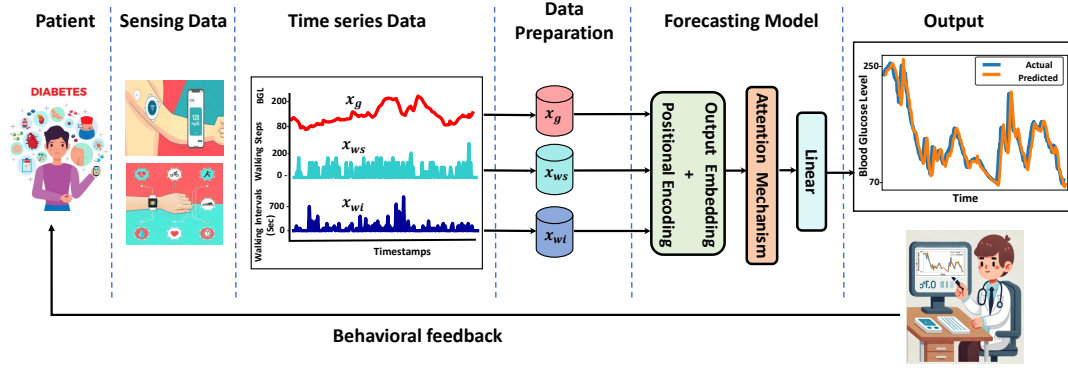 Patient
Sensing Data
Time series Data
Data
Preparation
Forecasting Model
Output
DIABETES
BGL
200
80
x_g
Walking Steps
200
0
x_ws
Walking Intervals
(Sec)
700
0
x_wi
Timestamps
x_g
x_ws
x_wi
Positional Encoding
+
Output Embedding
Attention Mechanism
Linear
Blood Glucose Level
250
70
Actual
Predicted
Time
Behavioral feedback